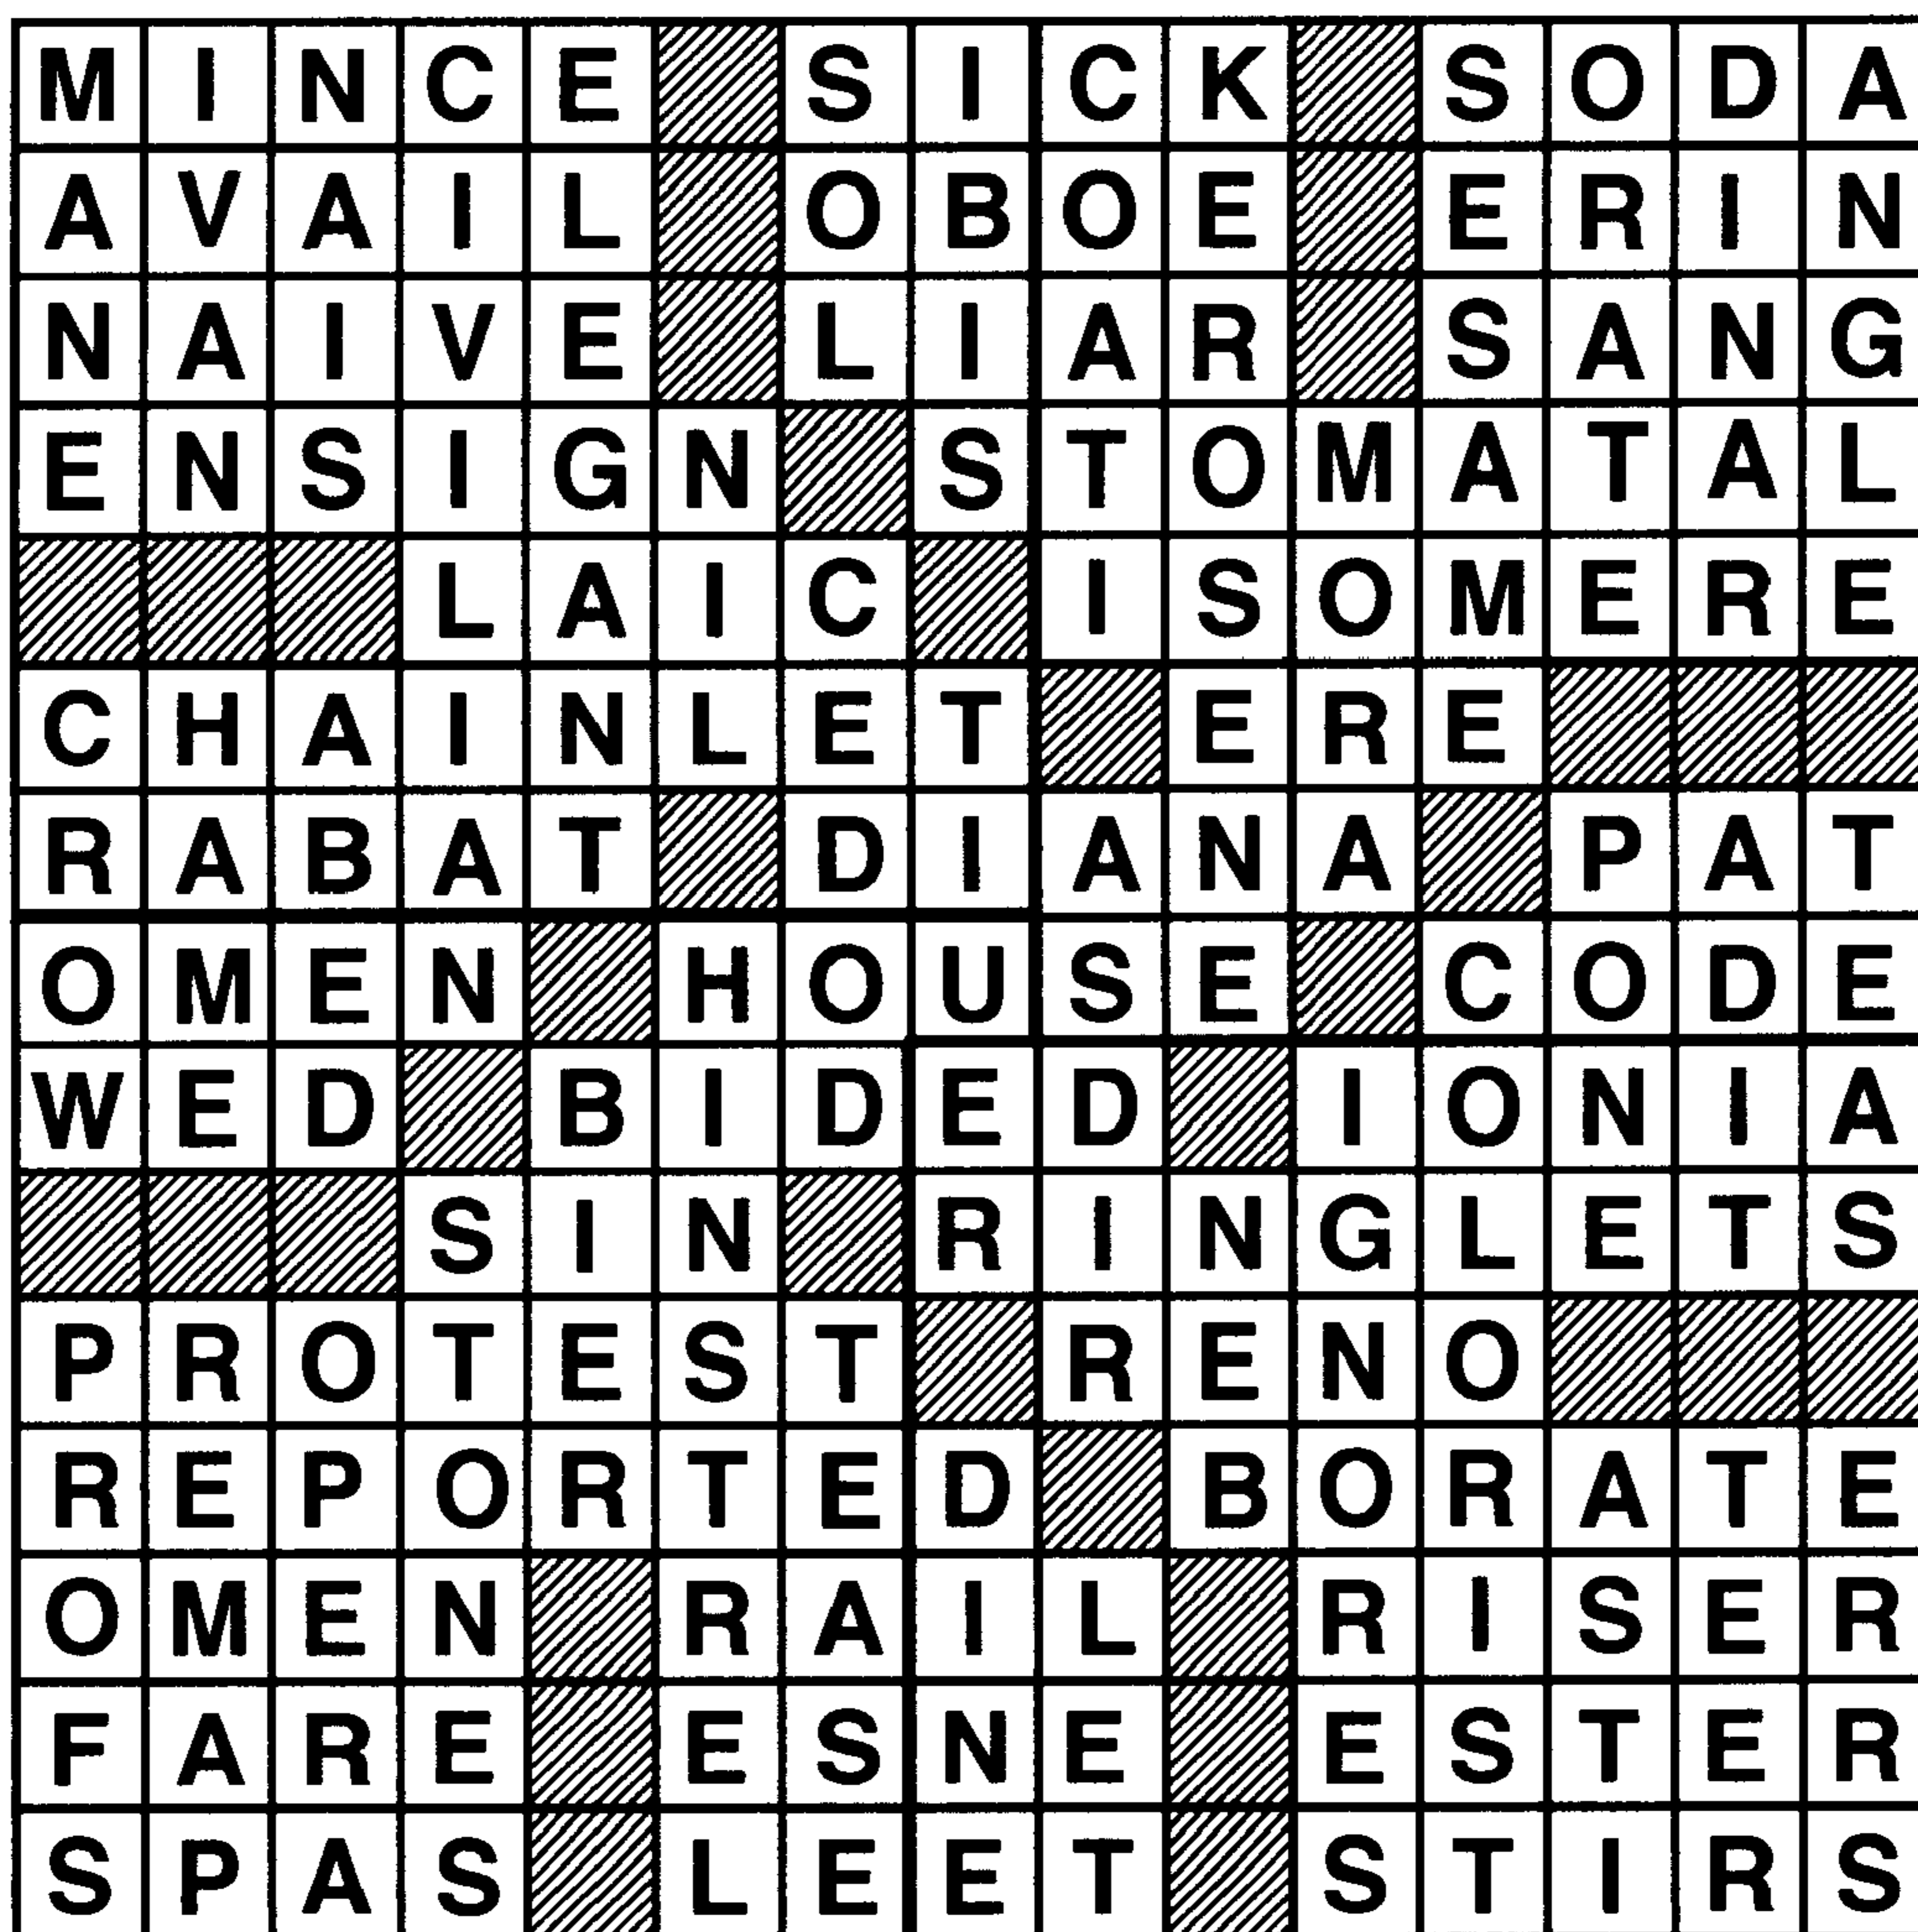 MINCE SICK SODA
AVAIL OBOE ERIN
NAIVE LIAR SANG
ENSIGN STOMATAL
LAIC ISOMERE
CHAINLET ERE
RABAT DIANA PAT
OMEN HOUSE CODE
WED BIDED IONIA
SIN RINGLETS
PROTEST RENO
REPORTED BORATE
OMEN RAIL RISER
FARE ESNE ESTER
SPAS LEET STIRS